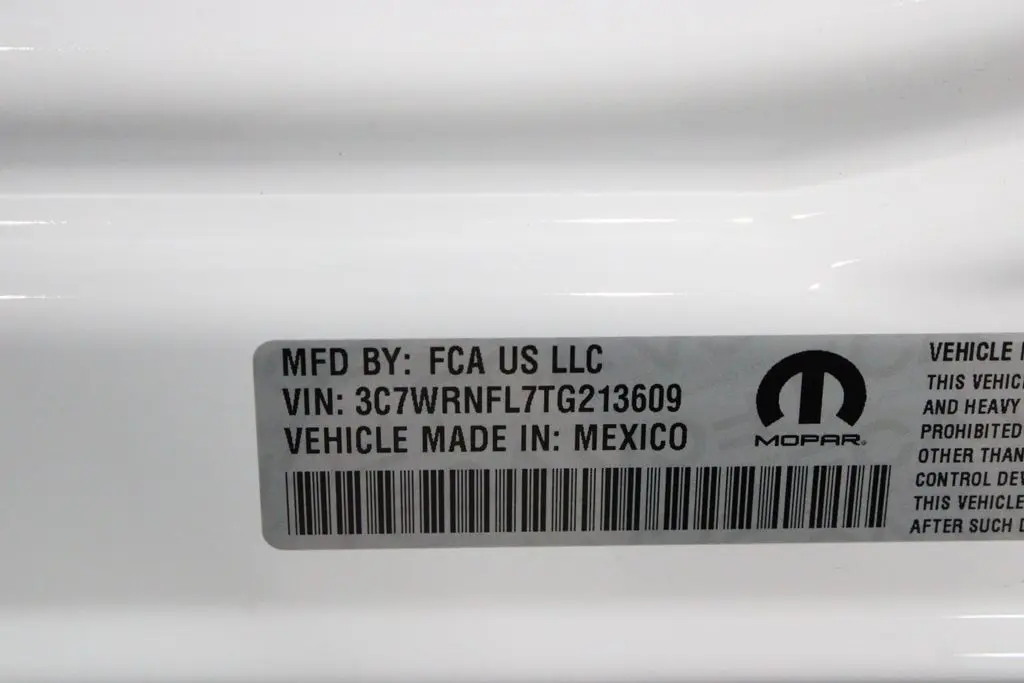 MFD BY: FCA US LLC
VIN: 3C7WRNFL7TG213609
VEHICLE MADE IN: MEXICO
MOPAR®
VEHICLE
THIS VEHIC
AND HEAVY
PROHIBITED
OTHER THAN
CONTROL DEV
THIS VEHICLE
AFTER SUCH